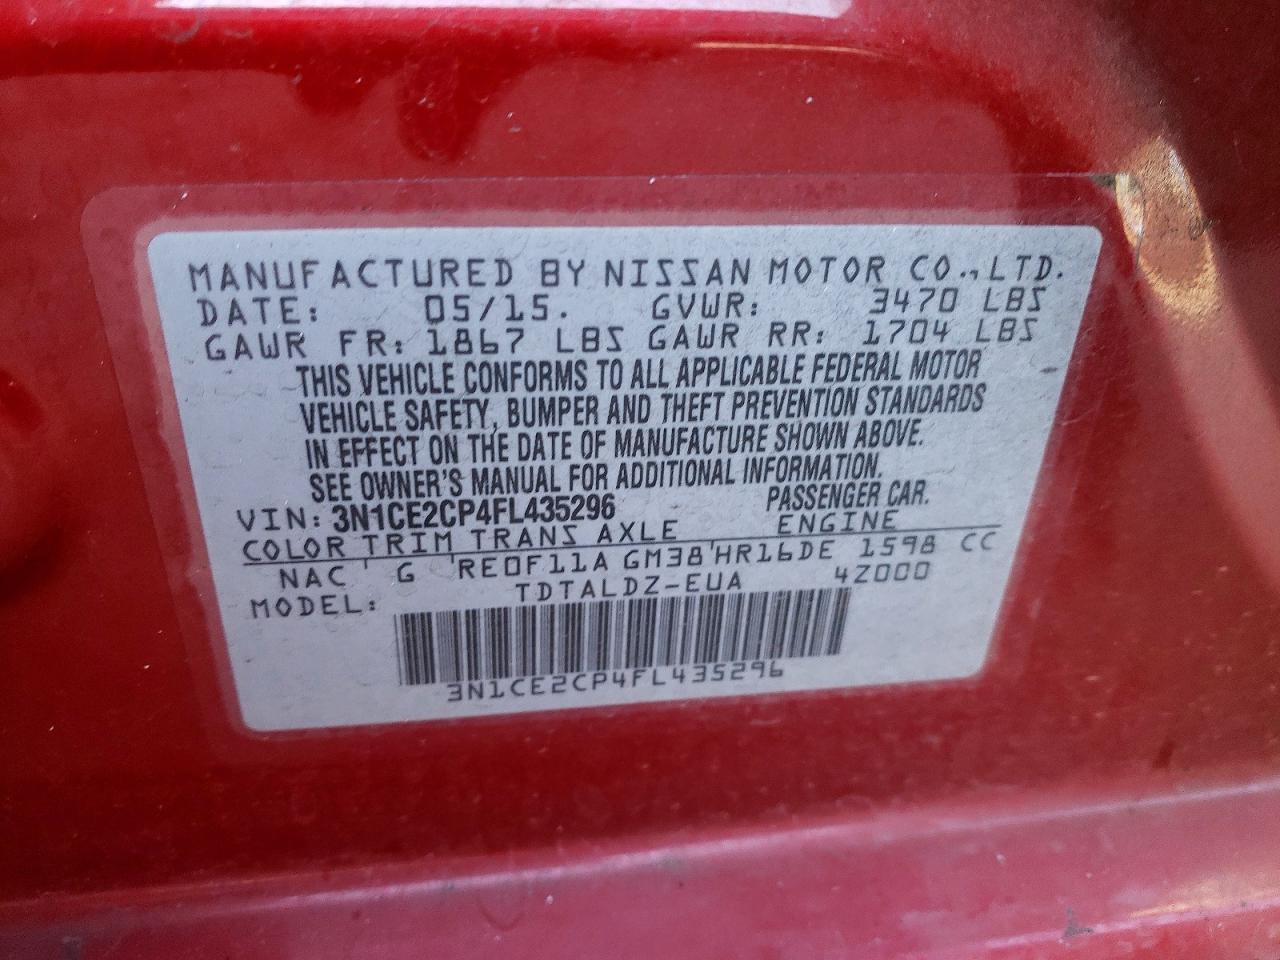 MANUFACTURED BY NISSAN MOTOR CO., LTD.
DATE: 05/15. GVWR: 3470 LBS
GAWR FR: 1867 LBS GAWR RR: 1704 LBS
THIS VEHICLE CONFORMS TO ALL APPLICABLE FEDERAL MOTOR
VEHICLE SAFETY, BUMPER AND THEFT PREVENTION STANDARDS
IN EFFECT ON THE DATE OF MANUFACTURE SHOWN ABOVE.
SEE OWNER'S MANUAL FOR ADDITIONAL INFORMATION.
VIN: 3N1CE2CP4FL435296 PASSENGER CAR.
COLOR TRIM TRANS AXLE ENGINE
NAC G RE0F11A GM38 HR16DE 1598 CC
MODEL: TDTALDZ-EUA 4Z000
3N1CE2CP4FL435296